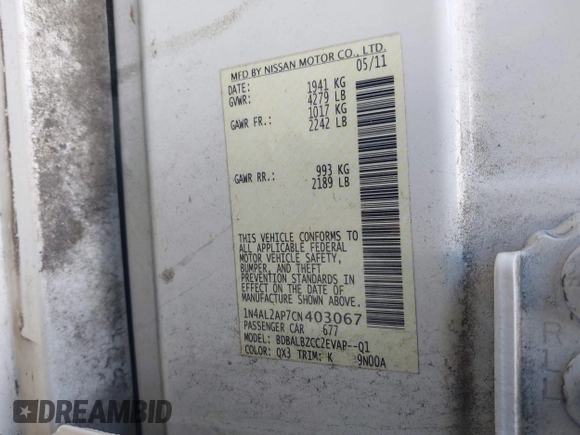 MFD BY NISSAN MOTOR CO., LTD.
DATE: 05/11
GVWR: 1941 KG
4279 LB
GAWR FR.: 1017 KG
2242 LB
GAWR RR.: 993 KG
2189 LB
THIS VEHICLE CONFORMS TO
ALL APPLICABLE FEDERAL
MOTOR VEHICLE SAFETY,
BUMPER, AND THEFT
PREVENTION STANDARDS IN
EFFECT ON THE DATE OF
MANUFACTURE SHOWN ABOVE.
1N4AL2AP7CN403067
PASSENGER CAR 677
MODEL: BDBALBZCC2EVAP--Q1
COLOR: QX3 TRIM: K 9N00A
DREAMBID